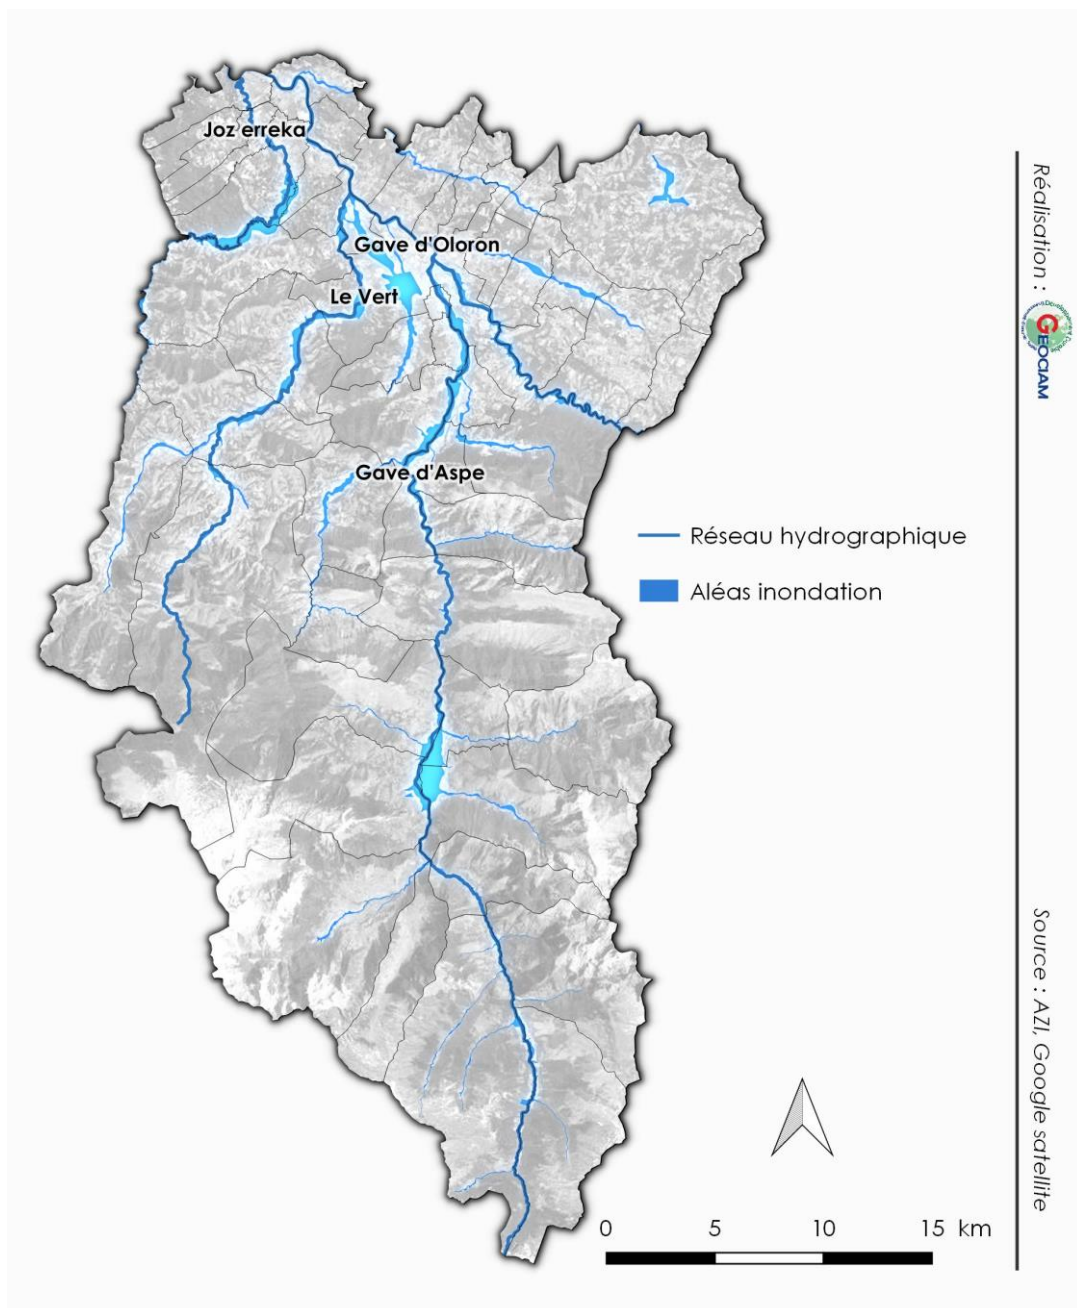 Joz erreka
Gave d'Oloron
Le Vert
Gave d'Aspe
Réseau hydrographique
Aléas inondation
0 5 10 15 km
Réalisation :
GEOCIAM
Source : AZI, Google satellite